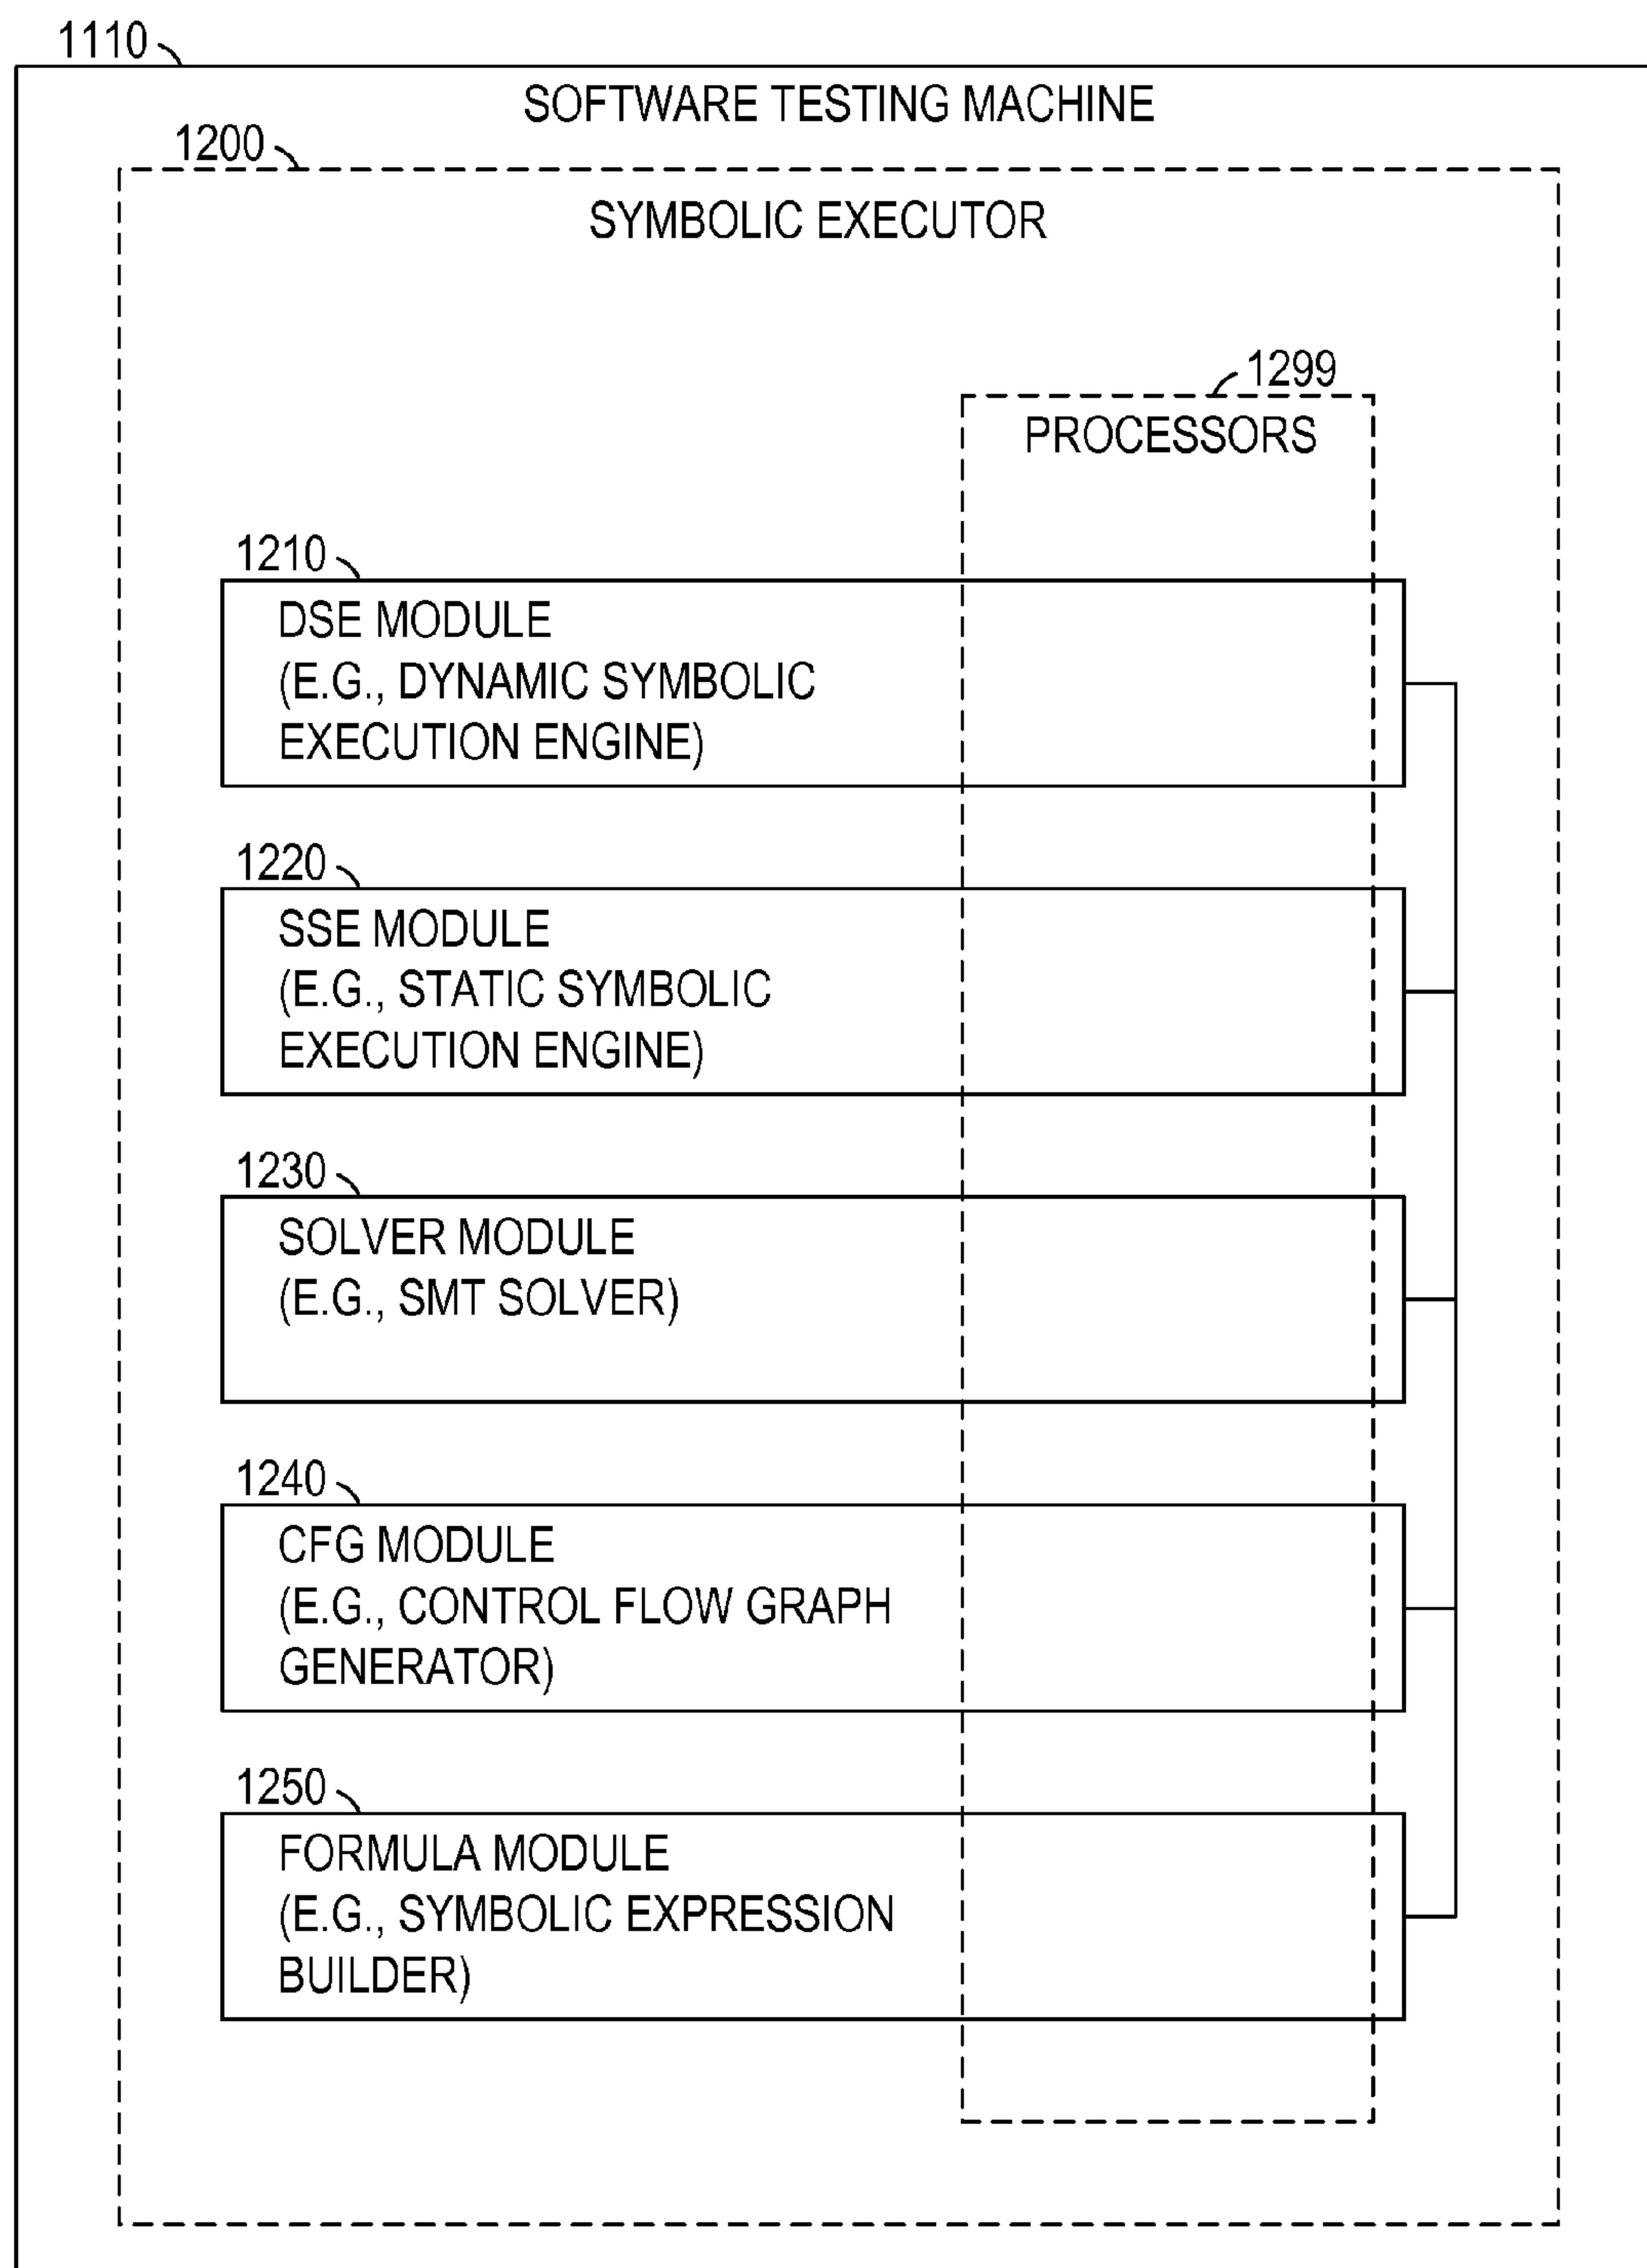 1110
SOFTWARE TESTING MACHINE
1200
SYMBOLIC EXECUTOR
1299
PROCESSORS
1210
DSE MODULE
(E.G., DYNAMIC SYMBOLIC
EXECUTION ENGINE)
1220
SSE MODULE
(E.G., STATIC SYMBOLIC
EXECUTION ENGINE)
1230
SOLVER MODULE
(E.G., SMT SOLVER)
1240
CFG MODULE
(E.G., CONTROL FLOW GRAPH
GENERATOR)
1250
FORMULA MODULE
(E.G., SYMBOLIC EXPRESSION
BUILDER)